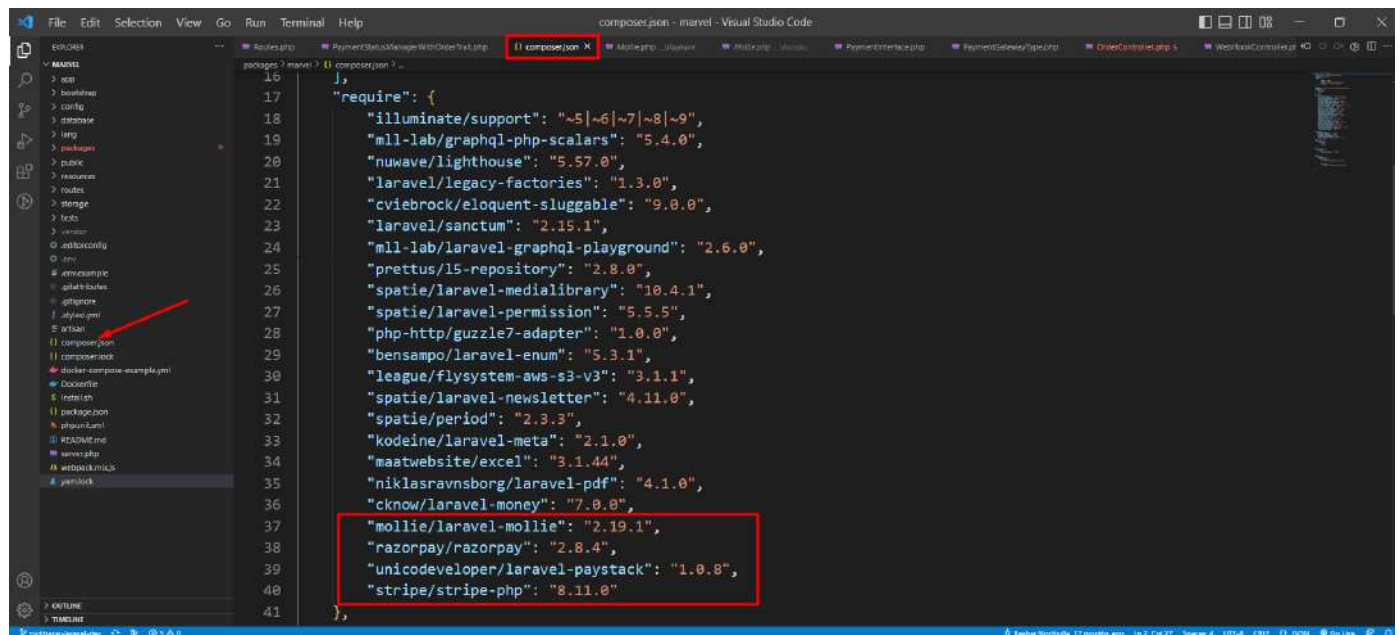 File Edit Selection View Go Run Terminal Help composer.json - marvel - Visual Studio Code
EXPLORER
Routes.php PaymentStatusManagerWithOrderTrait.php composer.json PaymentInterface.php PaymentGatewayType.php OrderController.php 5
MARVEL
packages > marvel > composer.json > ...
> app
> bootstrap
> config
> database
> lang
> packages
> public
> resources
> routes
> storage
> tests
> vendor
.editorconfig
.env
.env.example
.gitattributes
.gitignore
.styleci.yml
artisan
composer.json
composer.lock
docker-compose-example.yml
Dockerfile
install.sh
package.json
phpunit.xml
README.md
server.php
webpack.mix.js
yarn.lock
> OUTLINE
> TIMELINE
16 ],
17 "require": {
18 "illuminate/support": "~5|~6|~7|~8|~9",
19 "mll-lab/graphql-php-scalars": "5.4.0",
20 "nuwave/lighthouse": "5.57.0",
21 "laravel/legacy-factories": "1.3.0",
22 "cviebrock/eloquent-sluggable": "9.0.0",
23 "laravel/sanctum": "2.15.1",
24 "mll-lab/laravel-graphql-playground": "2.6.0",
25 "prettus/l5-repository": "2.8.0",
26 "spatie/laravel-medialibrary": "10.4.1",
27 "spatie/laravel-permission": "5.5.5",
28 "php-http/guzzle7-adapter": "1.0.0",
29 "bensampo/laravel-enum": "5.3.1",
30 "league/flysystem-aws-s3-v3": "3.1.1",
31 "spatie/laravel-newsletter": "4.11.0",
32 "spatie/period": "2.3.3",
33 "kodeine/laravel-meta": "2.1.0",
34 "maatwebsite/excel": "3.1.44",
35 "niklasravnsborg/laravel-pdf": "4.1.0",
36 "cknow/laravel-money": "7.0.0",
37 "mollie/laravel-mollie": "2.19.1",
38 "razorpay/razorpay": "2.8.4",
39 "unicodeveloper/laravel-paystack": "1.0.8",
40 "stripe/stripe-php": "8.11.0"
41 },